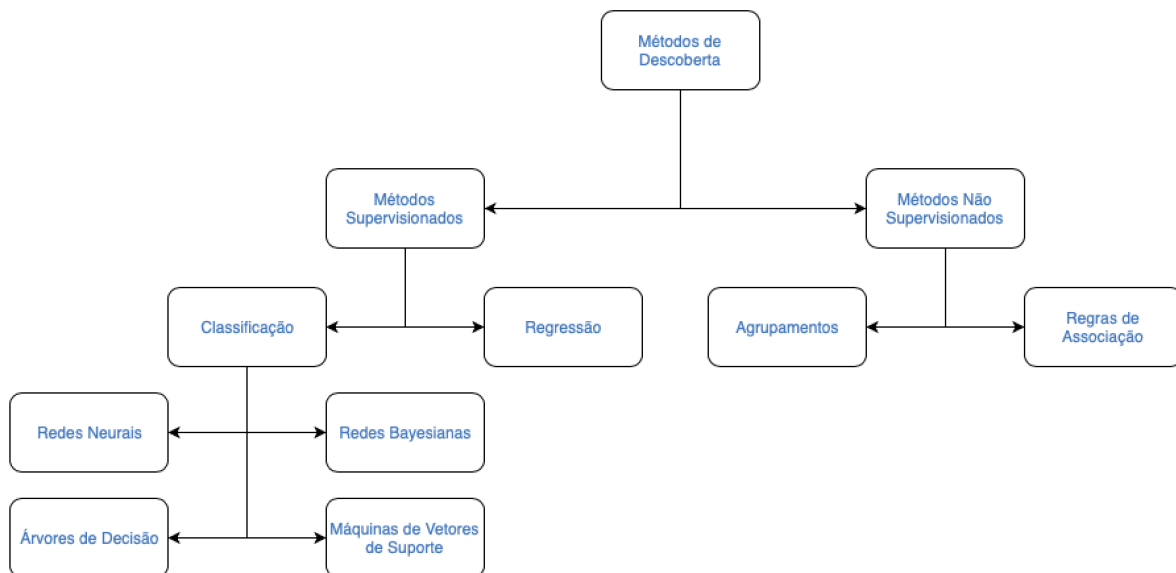 Métodos de
Descoberta
Métodos
Supervisionados
Métodos Não
Supervisionados
Classificação
Regressão
Agrupamentos
Regras de
Associação
Redes Neurais
Redes Bayesianas
Árvores de Decisão
Máquinas de Vetores
de Suporte